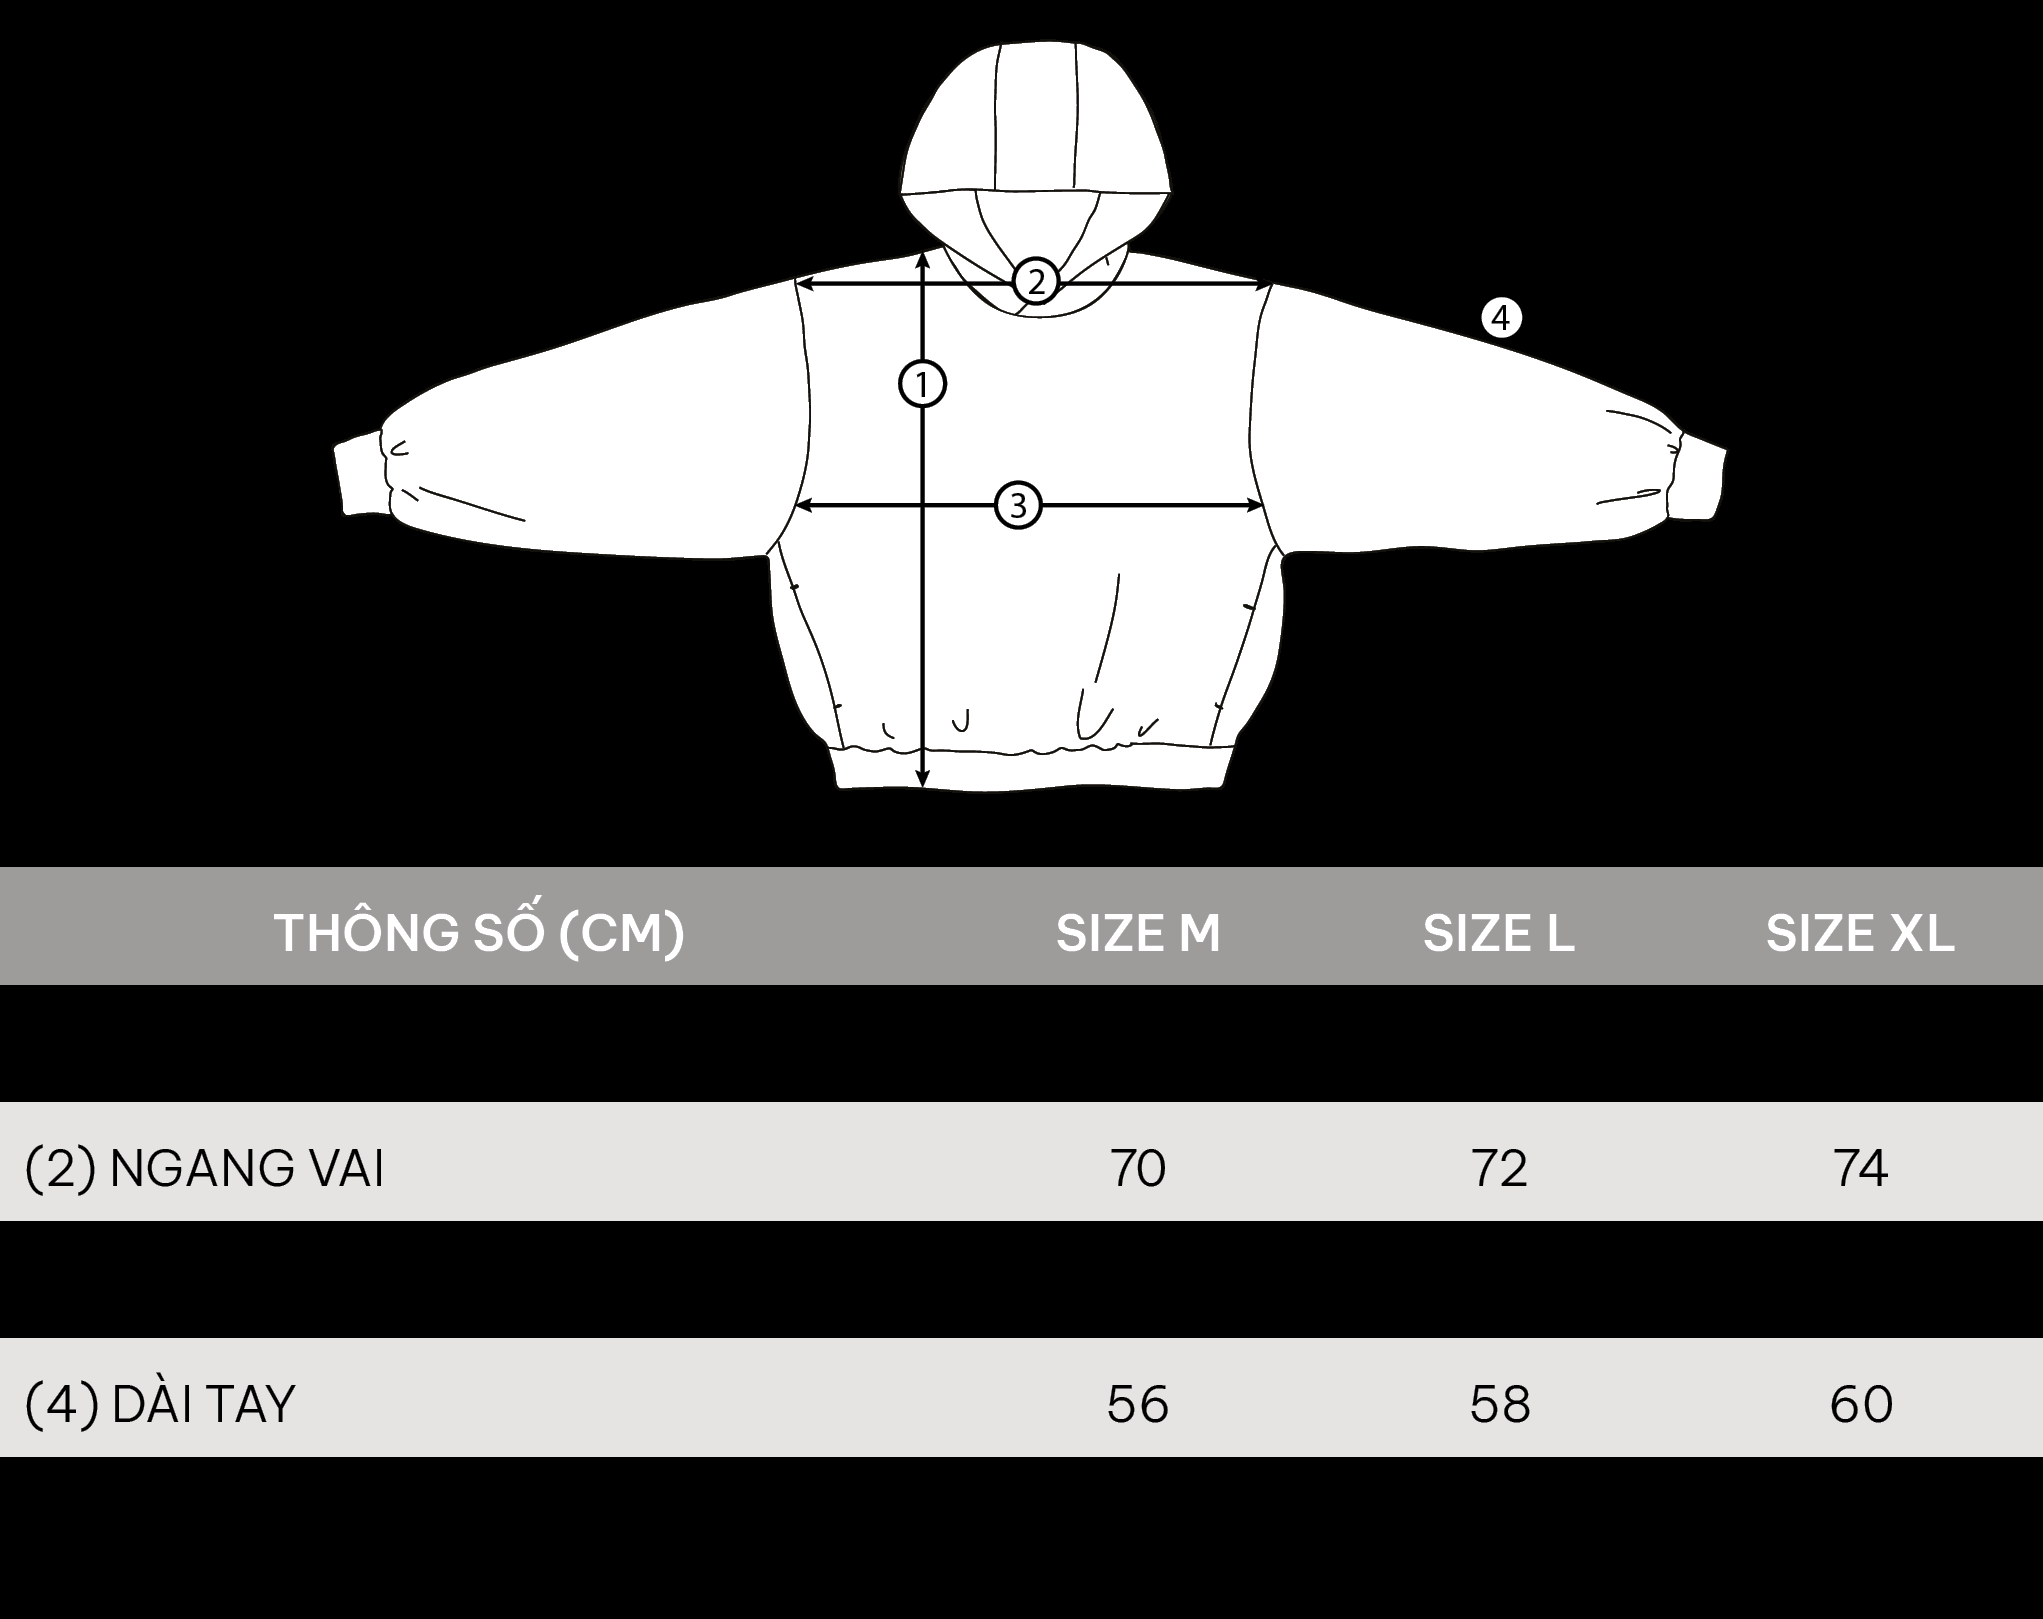 2
4
1
3
THÔNG SỐ (CM) SIZE M SIZE L SIZE XL
(2) NGANG VAI 70 72 74
(4) DÀI TAY 56 58 60